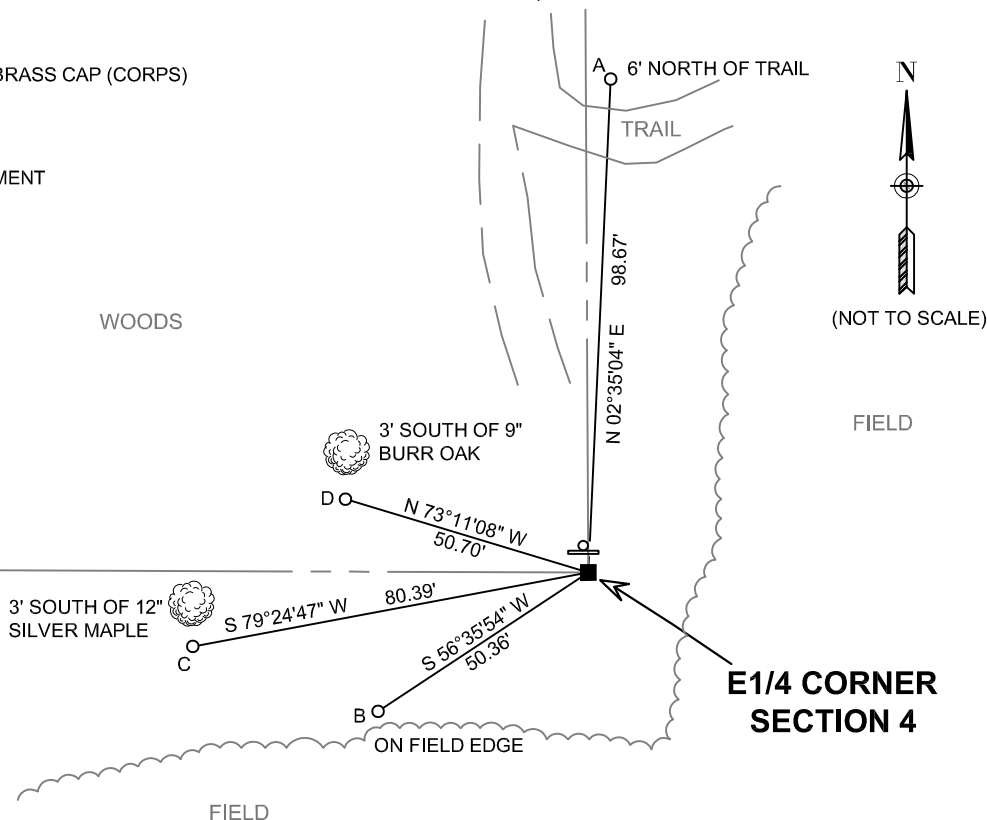 BRASS CAP (CORPS)
A
6' NORTH OF TRAIL
N
TRAIL
98.67'
WOODS
(NOT TO SCALE)
N 02°35'04" E
FIELD
3' SOUTH OF 9"
BURR OAK
D
N 73°11'08" W
50.70'
3' SOUTH OF 12"
SILVER MAPLE
S 79°24'47" W
80.39'
C
S 56°35'54" W
50.36'
E1/4 CORNER
SECTION 4
B
ON FIELD EDGE
FIELD